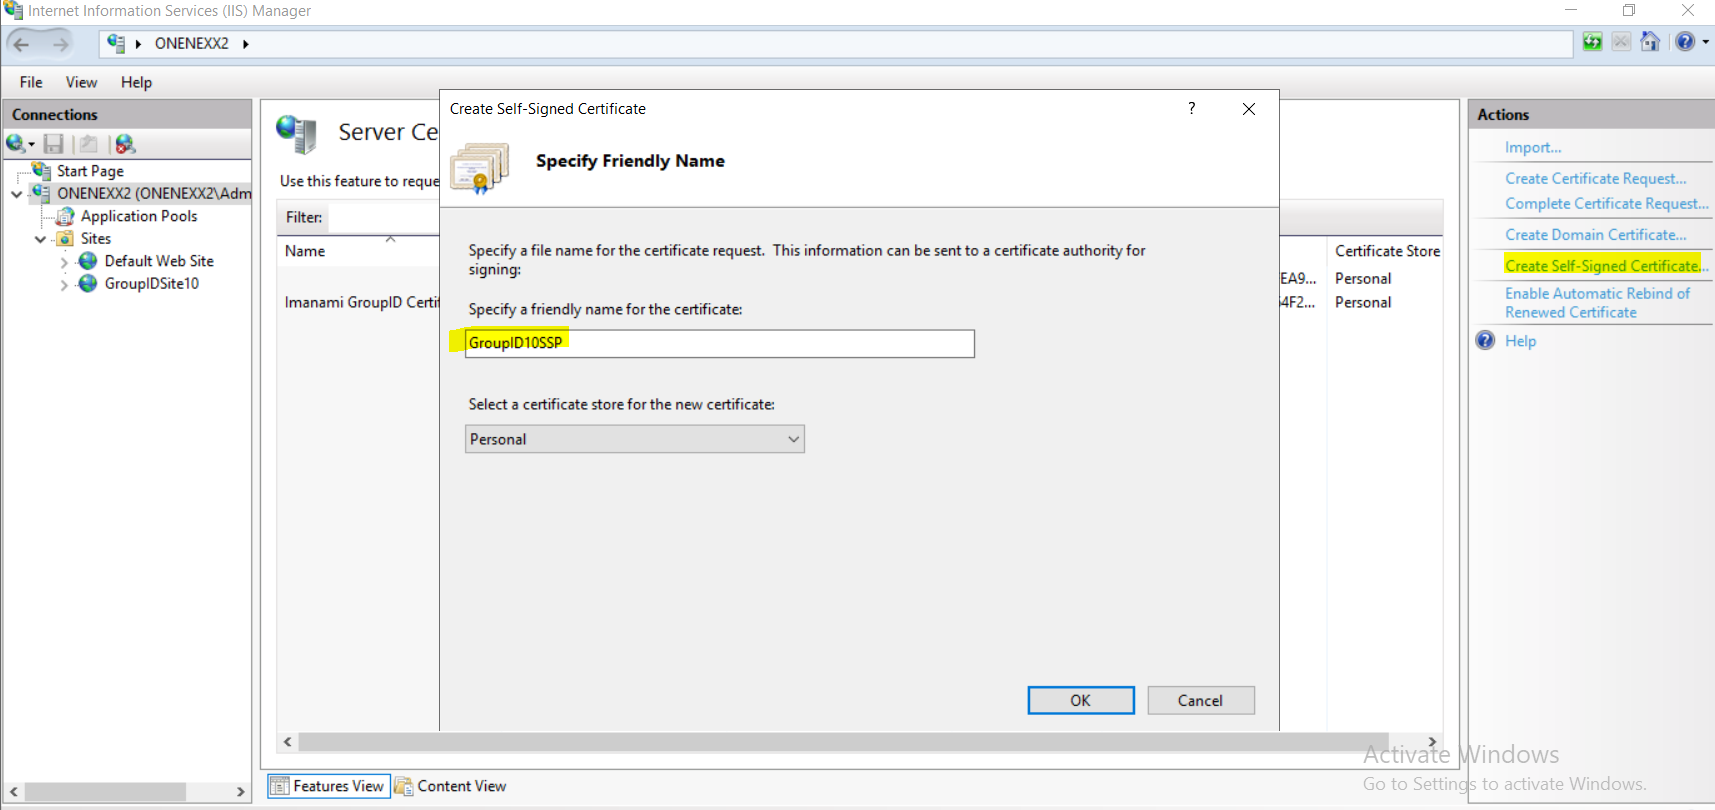 Internet Information Services (IIS) Manager
ONENEXX2
File View Help
Connections
Start Page
ONENEXX2 (ONENEXX2\Adm
Application Pools
Sites
Default Web Site
GroupIDSite10
Server Ce
Use this feature to reque
Filter:
Name
Imanami GroupID Certif
Create Self-Signed Certificate
?
Specify Friendly Name
Specify a file name for the certificate request. This information can be sent to a certificate authority for
signing:
Specify a friendly name for the certificate:
GroupID10SSP
Select a certificate store for the new certificate:
Personal
OK Cancel
Certificate Store
EA9... Personal
4F2... Personal
Features View Content View
Actions
Import...
Create Certificate Request...
Complete Certificate Request...
Create Domain Certificate...
Create Self-Signed Certificate...
Enable Automatic Rebind of
Renewed Certificate
Help
Activate Windows
Go to Settings to activate Windows.